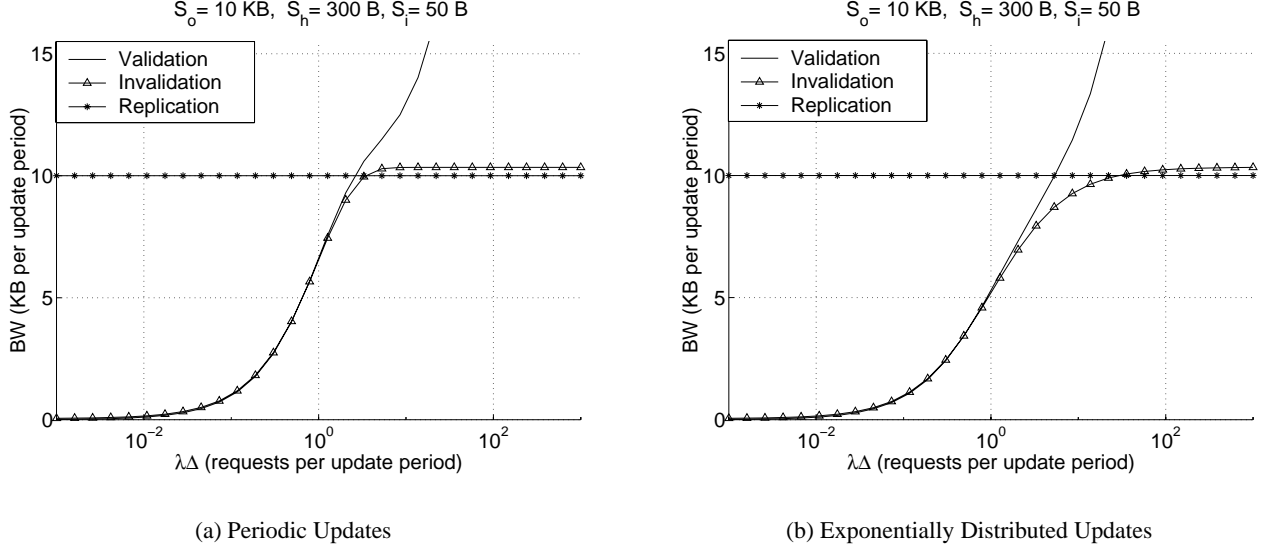 S_o= 10 KB, S_h= 300 B, S_i= 50 B
15
10
5
0
BW (KB per update period)
Validation
Invalidation
Replication
10^-2
10^0
10^2
λΔ (requests per update period)
(a) Periodic Updates
S_o= 10 KB, S_h= 300 B, S_i= 50 B
15
10
5
0
BW (KB per update period)
Validation
Invalidation
Replication
10^-2
10^0
10^2
λΔ (requests per update period)
(b) Exponentially Distributed Updates